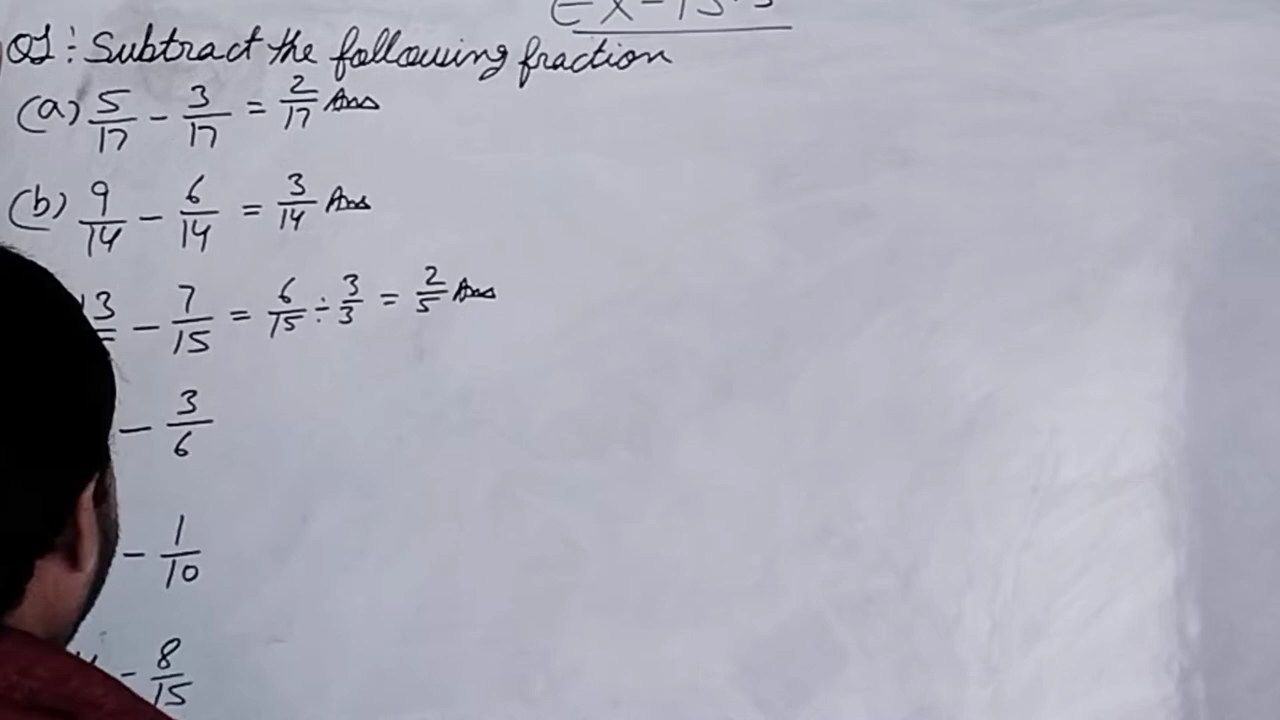 Q1: Subtract the following fraction
(a) 5/17 - 3/17 = 2/17 Ans
(b) 9/14 - 6/14 = 3/14 Ans
- 7/15 = 6/15 ÷ 3/3 = 2/5 Ans
- 3/6
- 1/10
- 8/15